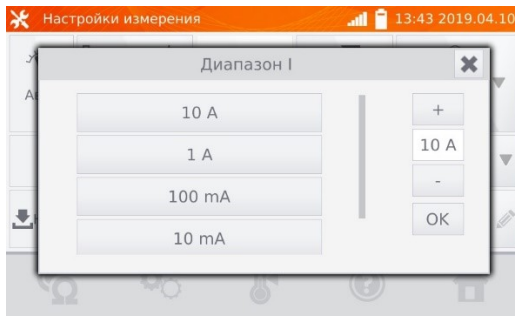 Настройки измерения 13:43 2019.04.10
Диапазон I
10 A
1 A
100 mA
10 mA
+
10 A
-
OK